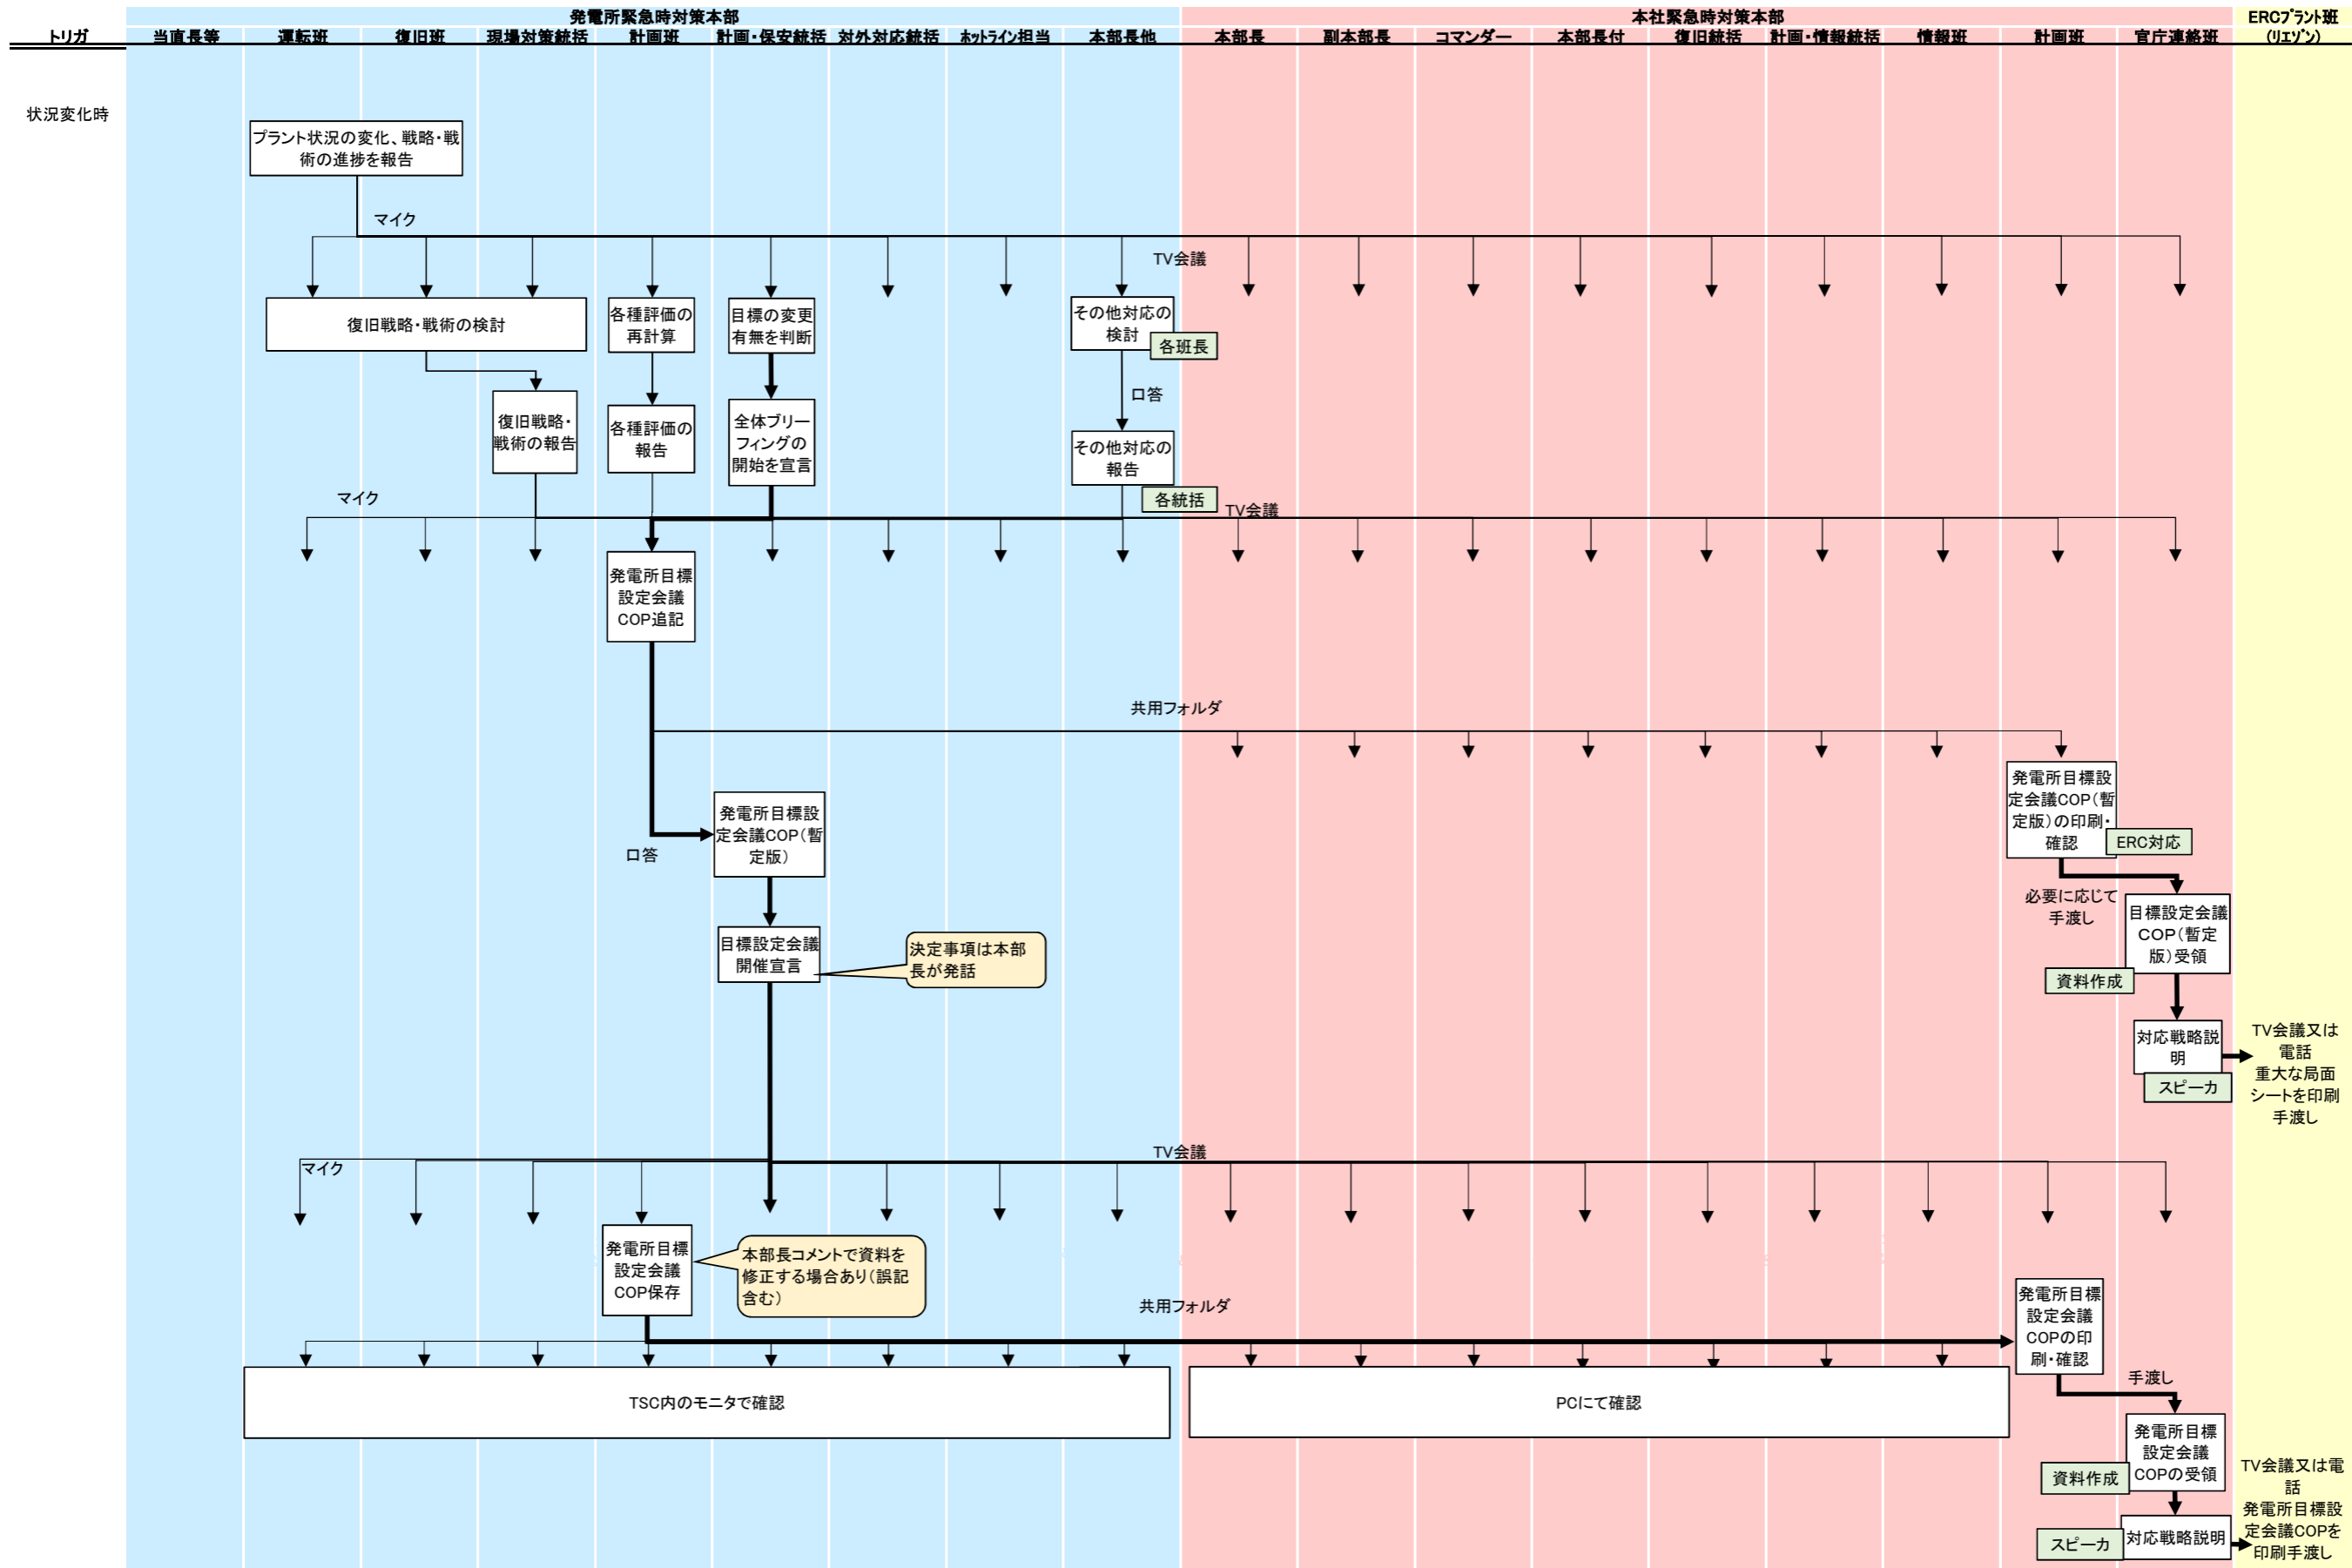 発電所緊急時対策本部
本社緊急時対策本部
ERCﾌﾟﾗﾝﾄ班
(ﾘｴｿﾞﾝ)
トリガ
当直長等
運転班
復旧班
現場対策統括
計画班
計画・保安統括
対外対応統括
ﾎｯﾄﾗｲﾝ担当
本部長他
本部長
副本部長
コマンダー
本部長付
復旧統括
計画・情報統括
情報班
計画班
官庁連絡班
状況変化時
プラント状況の変化、戦略・戦
術の進捗を報告
マイク
TV会議
復旧戦略・戦術の検討
各種評価の
再計算
目標の変更
有無を判断
その他対応の
検討
各班長
口答
復旧戦略・
戦術の報告
各種評価の
報告
全体ブリー
フィングの
開始を宣言
その他対応の
報告
各統括
マイク
TV会議
発電所目標
設定会議
COP追記
共用フォルダ
発電所目標設
定会議COP(暫
定版)
口答
発電所目標設
定会議COP(暫
定版)の印刷・
確認
ERC対応
必要に応じて
手渡し
目標設定会議
COP(暫定
版)受領
資料作成
目標設定会議
開催宣言
決定事項は本部
長が発話
対応戦略説
明
スピーカ
TV会議又は
電話
重大な局面
シートを印刷
手渡し
マイク
TV会議
発電所目標
設定会議
COP保存
本部長コメントで資料を
修正する場合あり(誤記
含む)
共用フォルダ
発電所目標
設定会議
COPの印
刷・確認
TSC内のモニタで確認
PCにて確認
手渡し
発電所目標
設定会議
COPの受領
資料作成
対応戦略説明
スピーカ
TV会議又は電
話
発電所目標設
定会議COPを
印刷手渡し